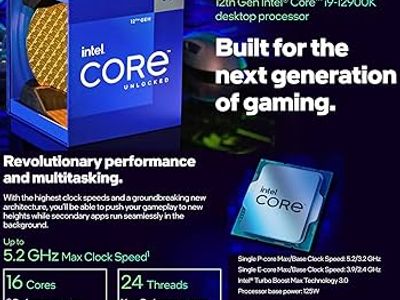 12th Gen Intel® Core™ i9-12900K
desktop processor
12TH GEN
intel.
CORE
UNLOCKED
Built for the
next generation
of gaming.
Revolutionary performance
and multitasking.
With the highest clock speeds and a groundbreaking new
architecture, you'll be able to push your gameplay to new
heights while secondary apps run seamlessly in the
background.
intel.
CORE
Up to
5.2 GHz Max Clock Speed¹
16 Cores
24 Threads
Single P-core Max/Base Clock Speed: 5.2/3.2 GHz
Single E-core Max/Base Clock Speed: 3.9/2.4 GHz
Intel® Turbo Boost Max Technology 3.0
Processor base power: 125W